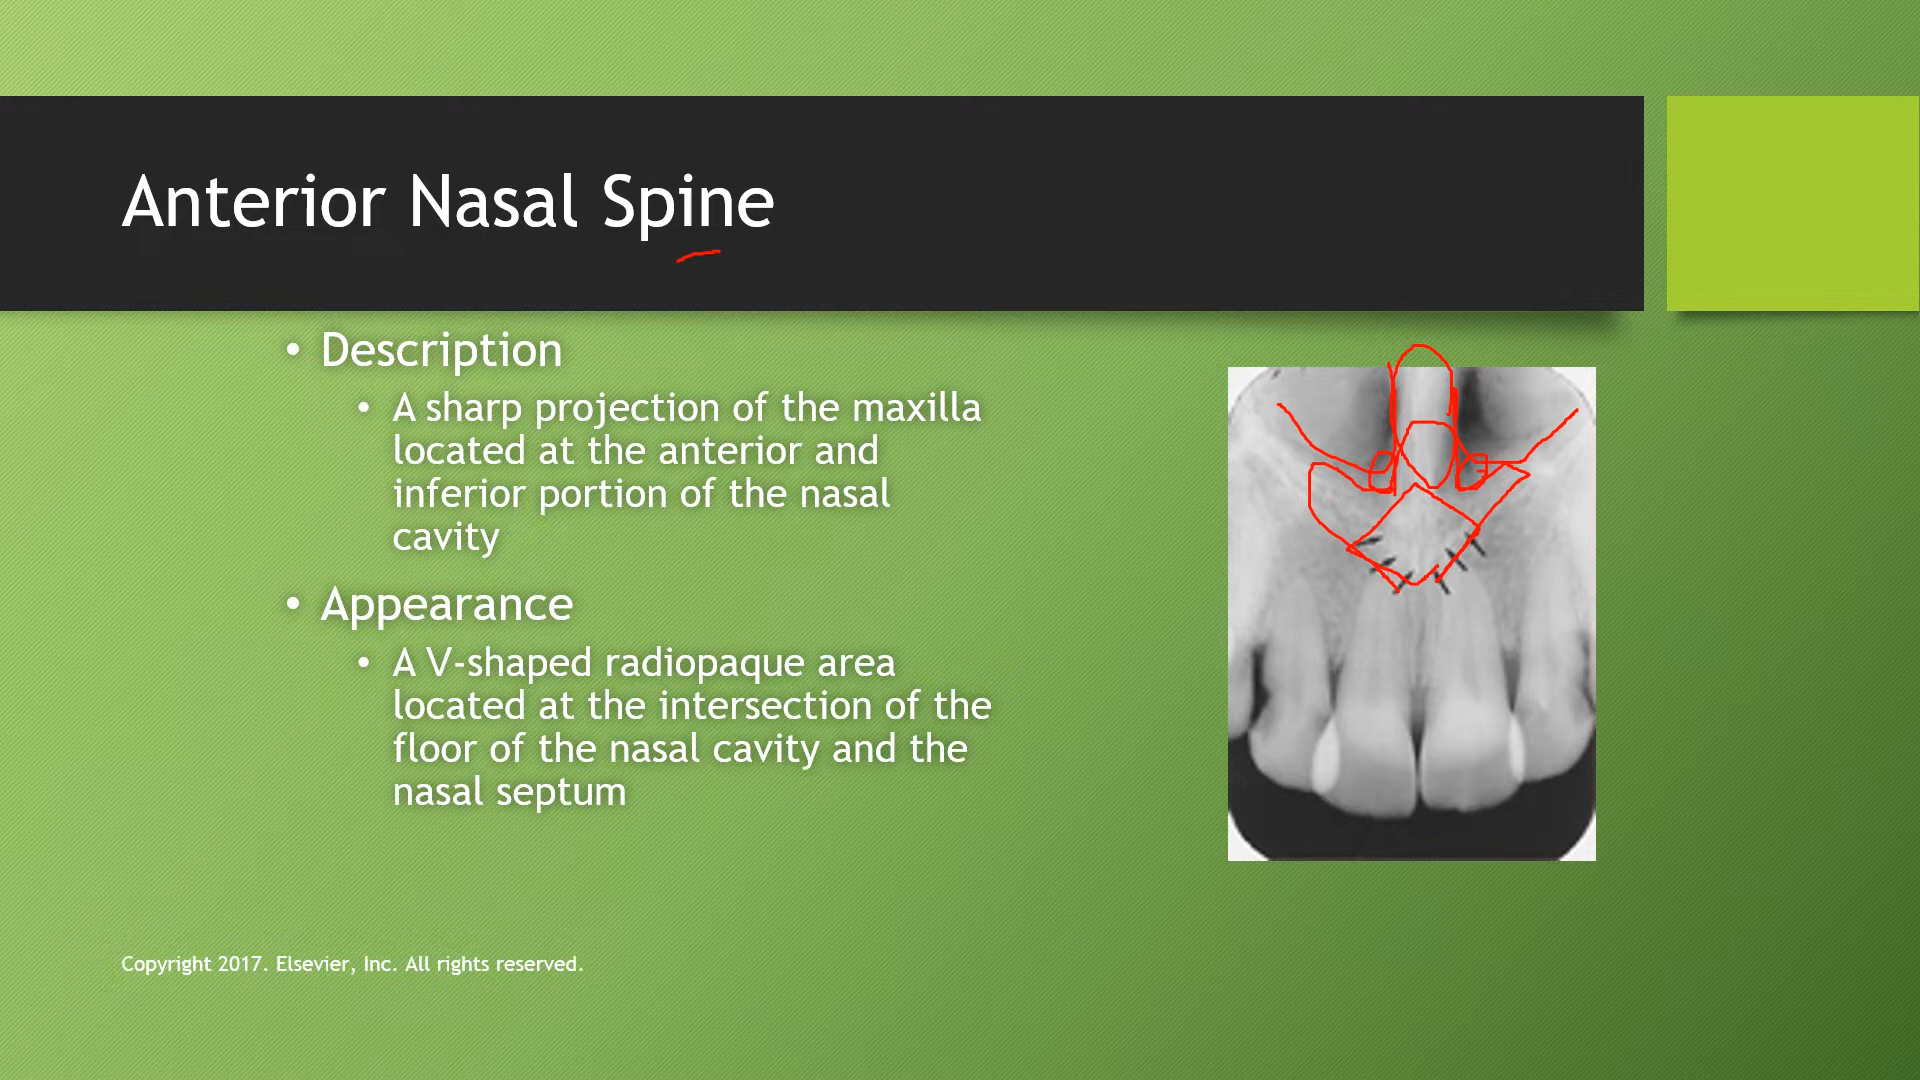 Anterior Nasal Spine
• Description
• A sharp projection of the maxilla
located at the anterior and
inferior portion of the nasal
cavity
• Appearance
• A V-shaped radiopaque area
located at the intersection of the
floor of the nasal cavity and the
nasal septum
Copyright 2017. Elsevier, Inc. All rights reserved.